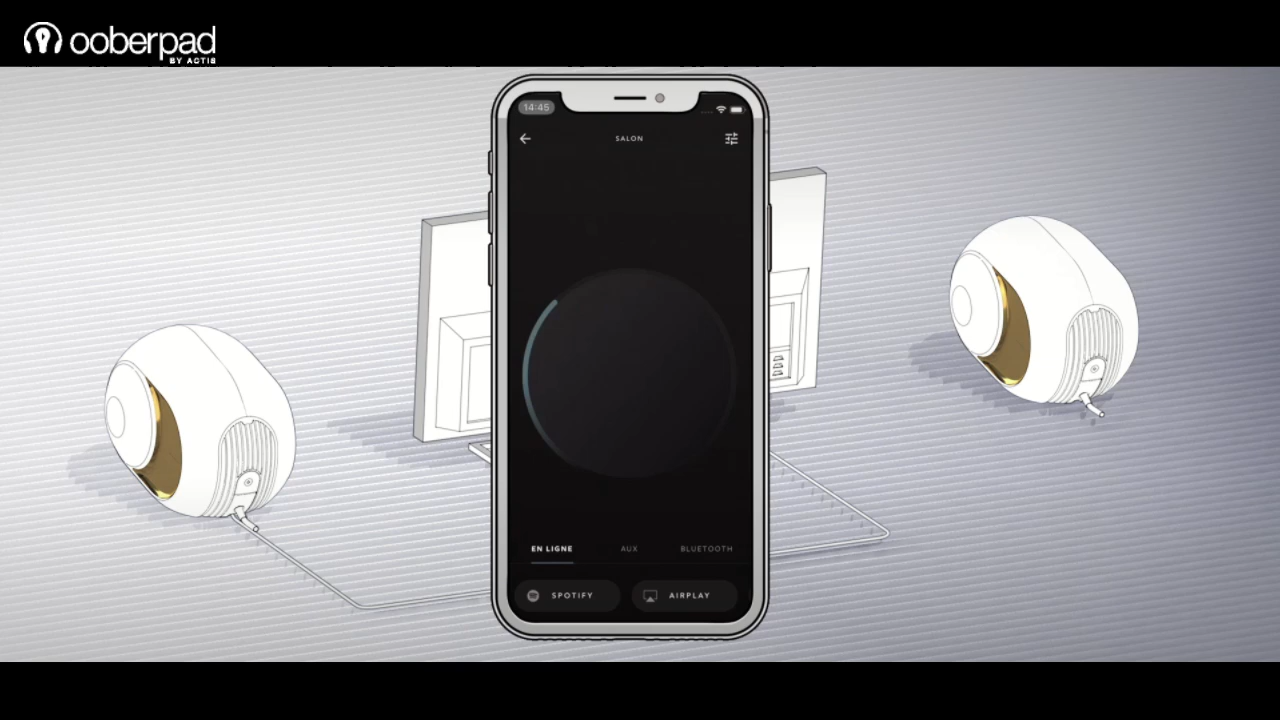 ooberpad
BY ACTIS
14:45
SALON
EN LIGNE
AUX
BLUETOOTH
SPOTIFY
AIRPLAY